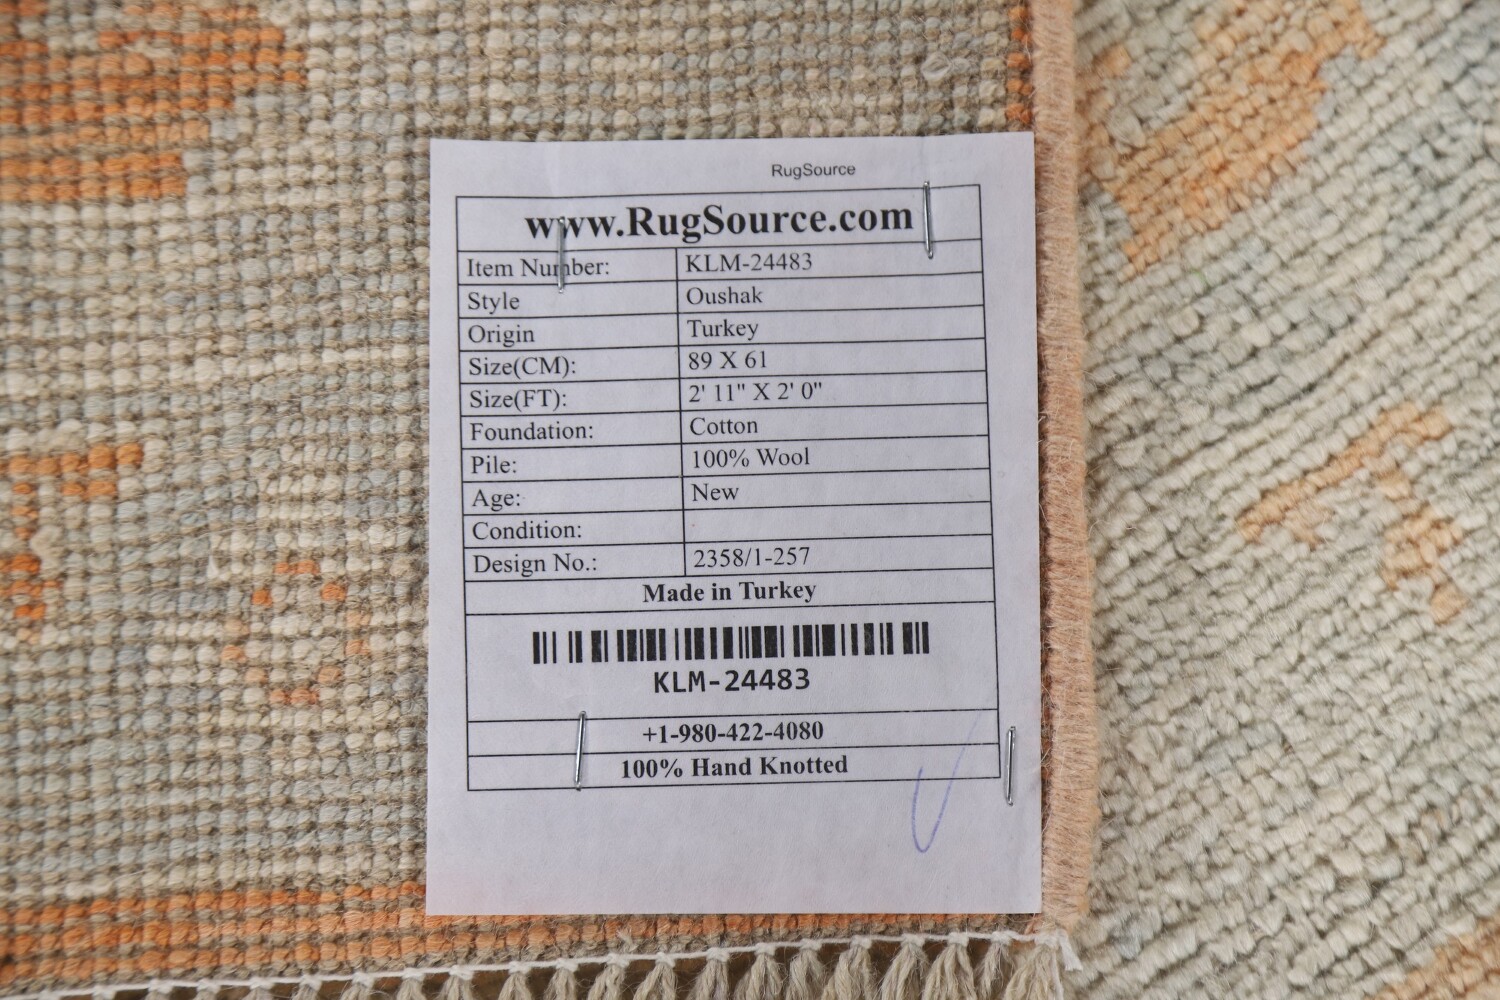 RugSource
www.RugSource.com
Item Number: KLM-24483
Style Oushak
Origin Turkey
Size(CM): 89 X 61
Size(FT): 2' 11" X 2' 0"
Foundation: Cotton
Pile: 100% Wool
Age: New
Condition:
Design No.: 2358/1-257
Made in Turkey
KLM-24483
+1-980-422-4080
100% Hand Knotted